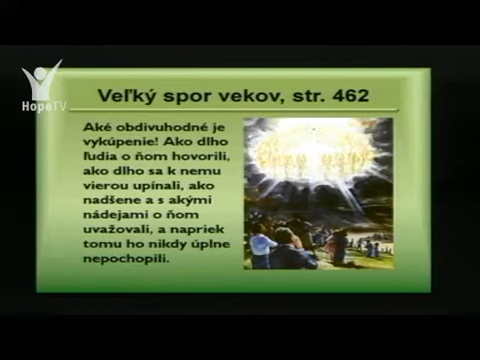 HopeTV
Veľký spor vekov, str. 462
Aké obdivuhodné je
vykúpenie! Ako dlho
ľudia o ňom hovorili,
ako dlho sa k nemu
vierou upínali, ako
nadšene a s akými
nádejami o ňom
uvažovali, a napriek
tomu ho nikdy úplne
nepochopili.